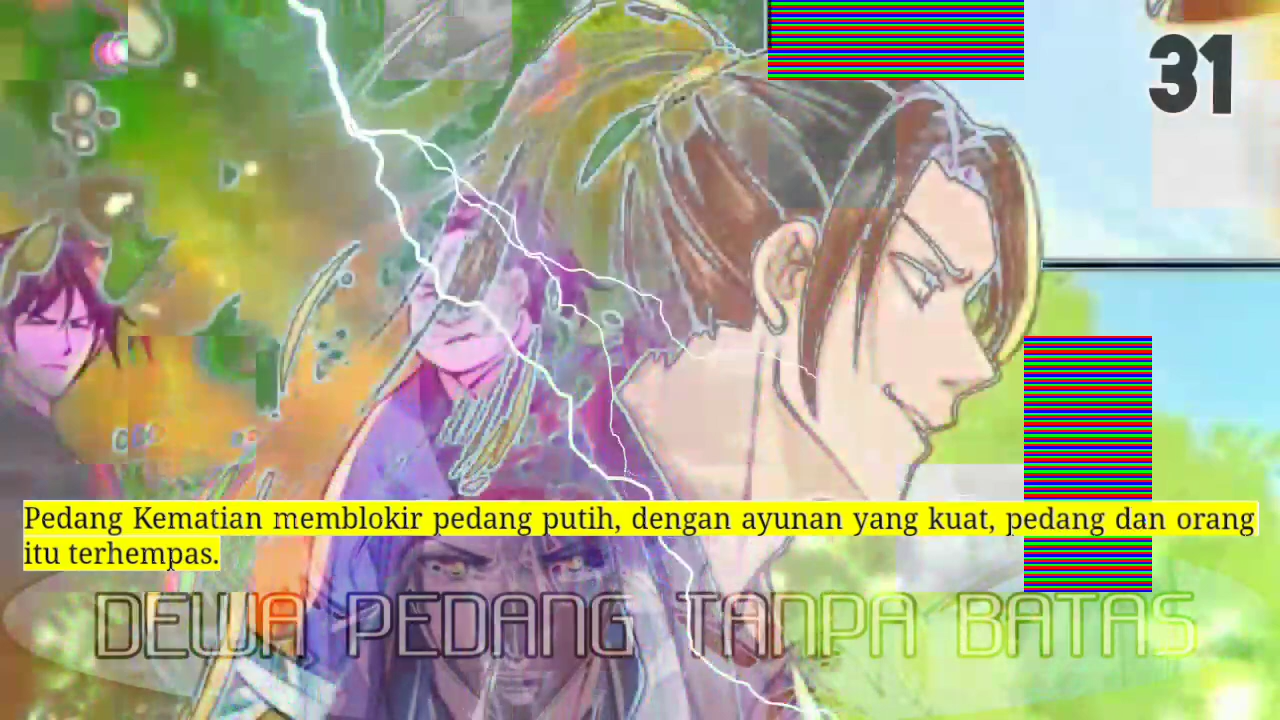 31
Pedang Kematian memblokir pedang putih, dengan ayunan yang kuat, pedang dan orang
itu terhempas.
DEWA PEDANG TANPA BATAS